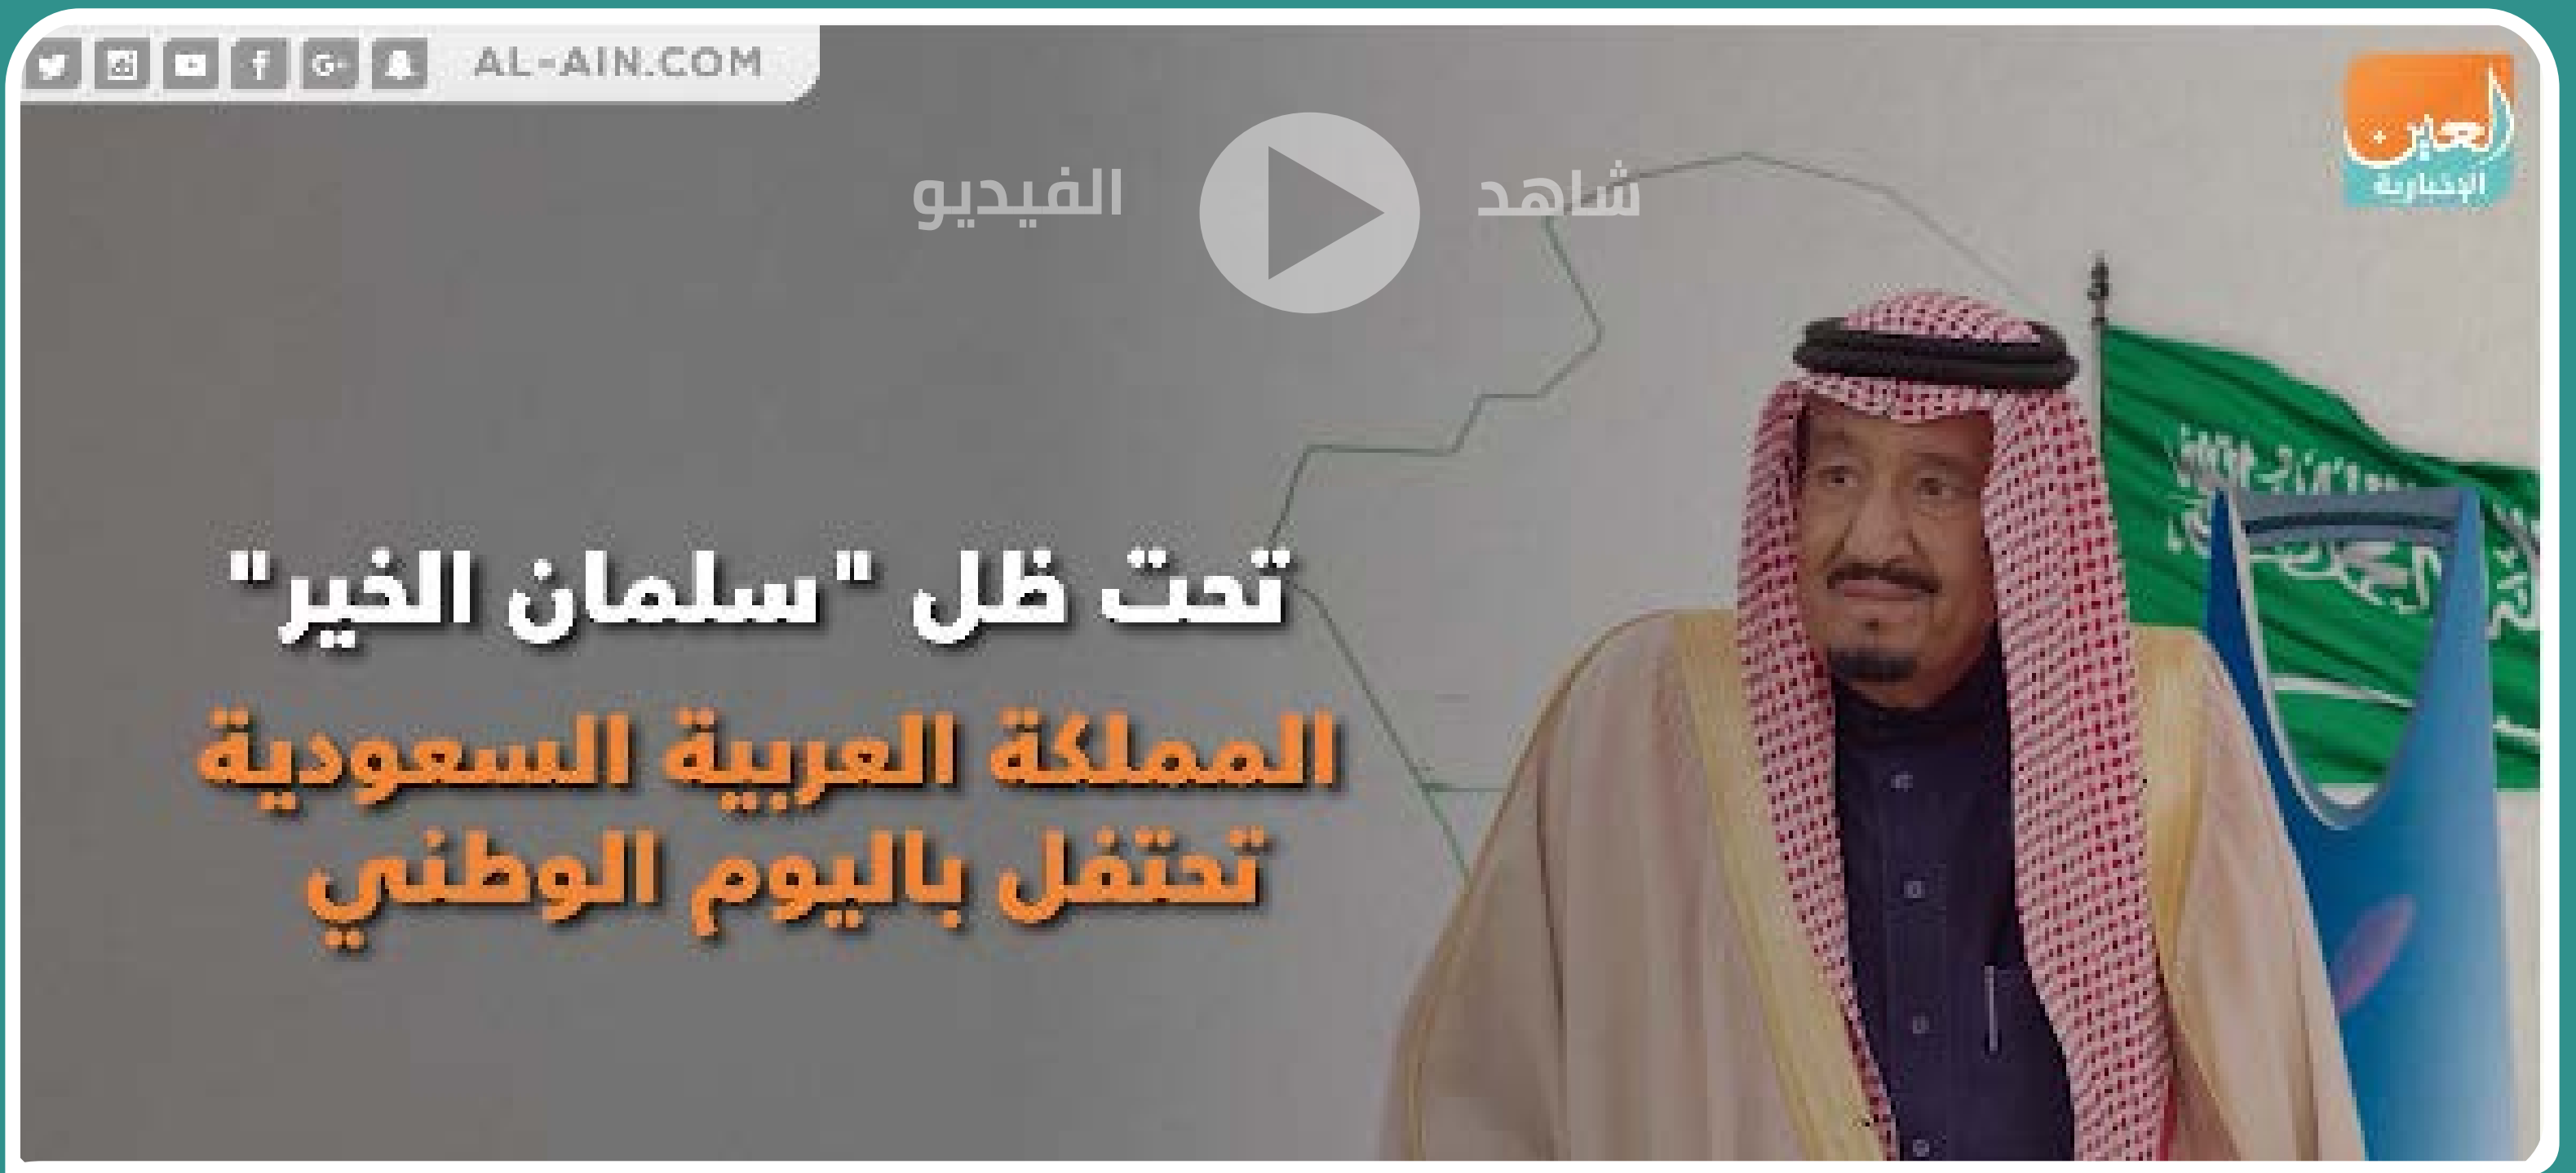 AL-AIN.COM
العين
الإخبارية
شاهد الفيديو
تحت ظل "سلمان الخير"
المملكة العربية السعودية
تحتفل باليوم الوطني